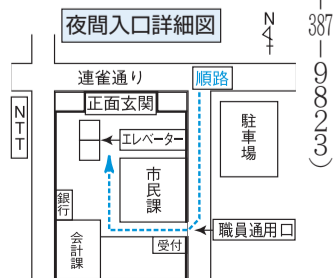 夜間入口詳細図
N
387-9823)
連雀通り
順路
NTT
正面玄関
エレベーター
駐車場
市民課
銀行
会計課
受付
職員通用口